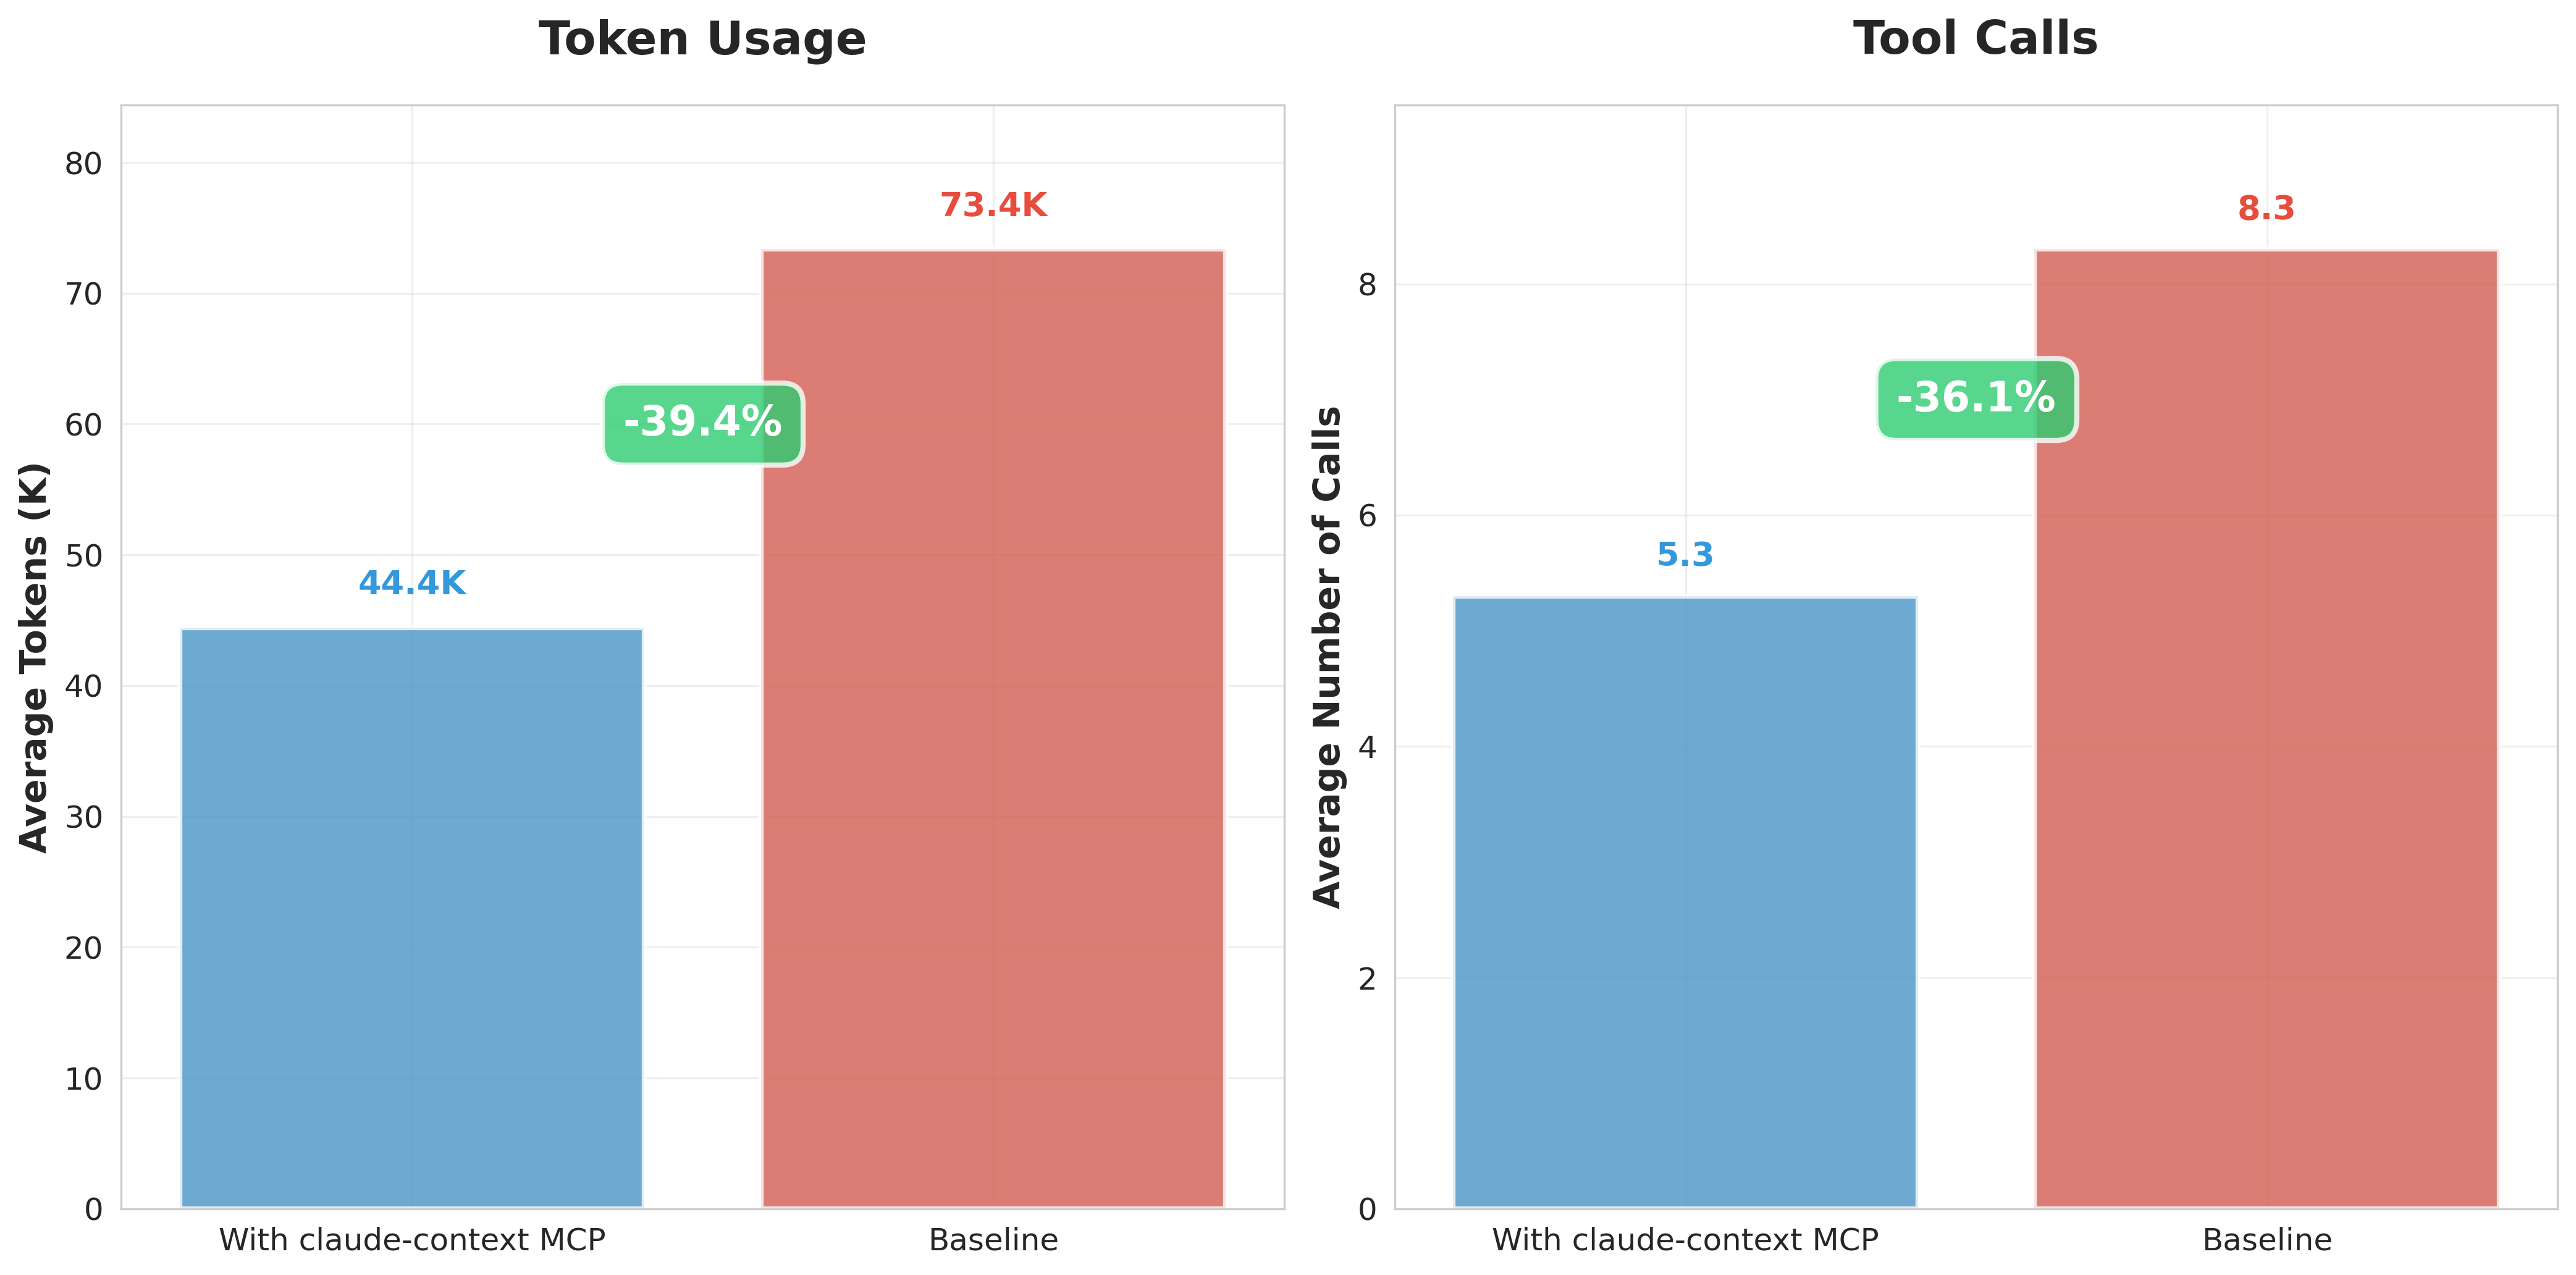 Token Usage
Average Tokens (K)
80
70
60
50
40
30
20
10
0
44.4K
73.4K
-39.4%
With claude-context MCP
Baseline
Tool Calls
Average Number of Calls
8
6
4
2
0
5.3
8.3
-36.1%
With claude-context MCP
Baseline